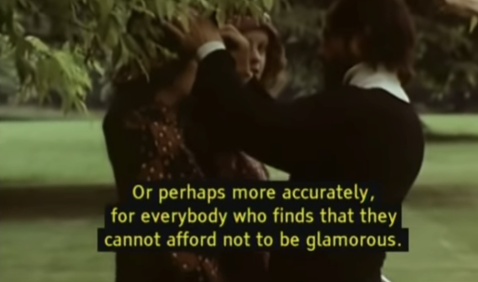 Or perhaps more accurately,
for everybody who finds that they
cannot afford not to be glamorous.